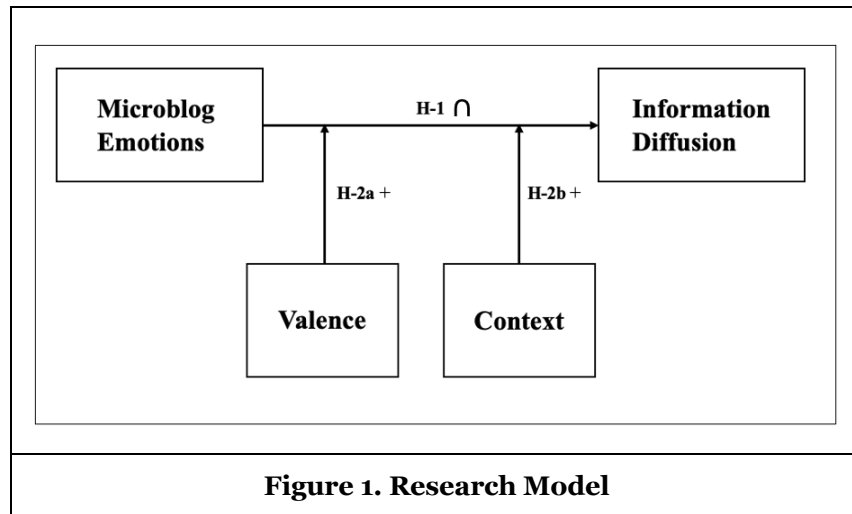 Microblog
Emotions
H-1 ∩
Information
Diffusion
H-2a +
H-2b +
Valence
Context
Figure 1. Research Model